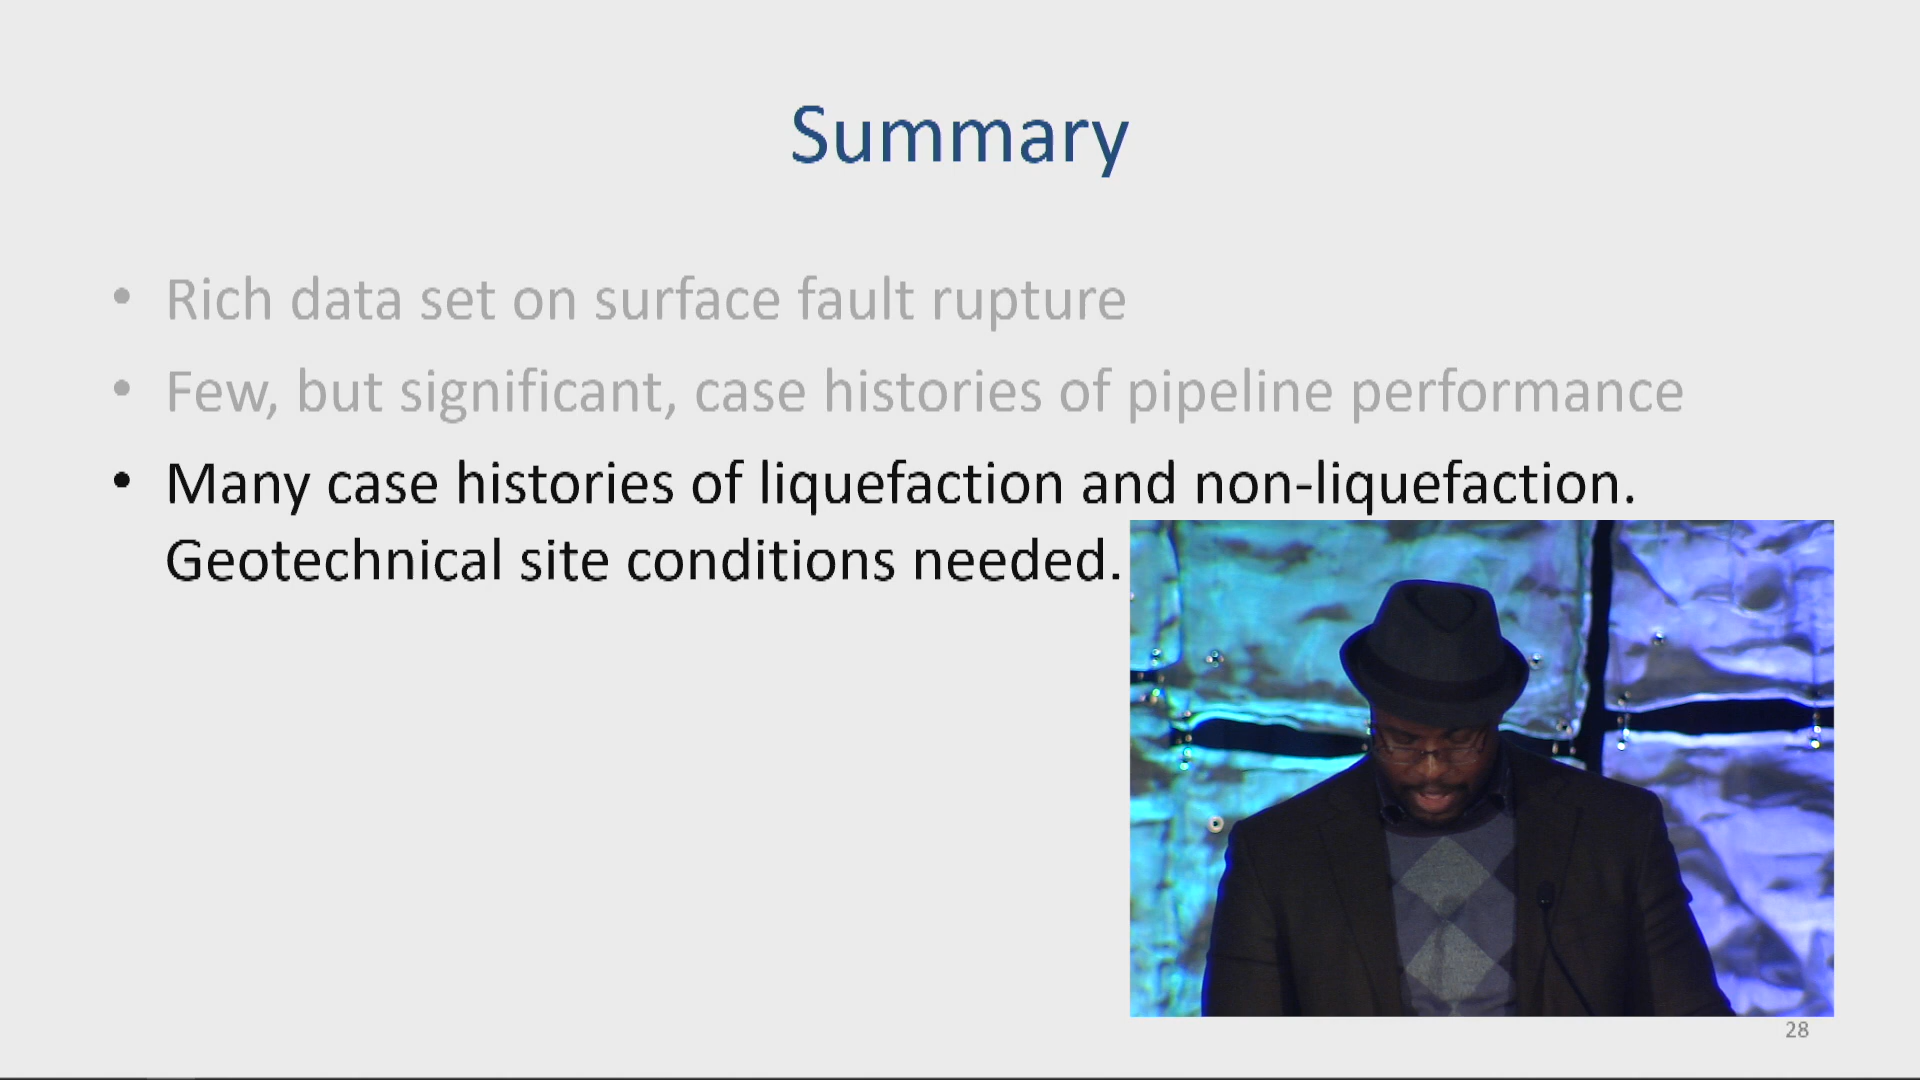 Summary
• Rich data set on surface fault rupture
• Few, but significant, case histories of pipeline performance
• Many case histories of liquefaction and non-liquefaction.
Geotechnical site conditions needed.
28